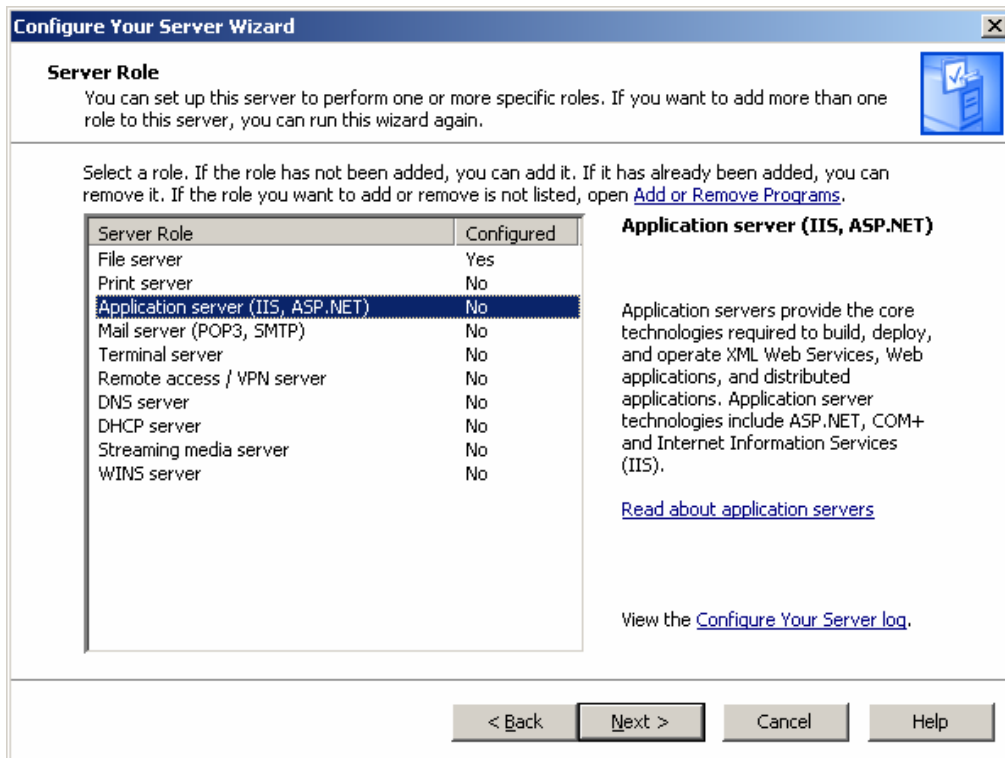 Configure Your Server Wizard
Server Role
You can set up this server to perform one or more specific roles. If you want to add more than one
role to this server, you can run this wizard again.
Select a role. If the role has not been added, you can add it. If it has already been added, you can
remove it. If the role you want to add or remove is not listed, open Add or Remove Programs.
Server Role Configured
File server Yes
Print server No
Application server (IIS, ASP.NET) No
Mail server (POP3, SMTP) No
Terminal server No
Remote access / VPN server No
DNS server No
DHCP server No
Streaming media server No
WINS server No
Application server (IIS, ASP.NET)
Application servers provide the core
technologies required to build, deploy,
and operate XML Web Services, Web
applications, and distributed
applications. Application server
technologies include ASP.NET, COM+
and Internet Information Services
(IIS).
Read about application servers
View the Configure Your Server log.
< Back Next > Cancel Help